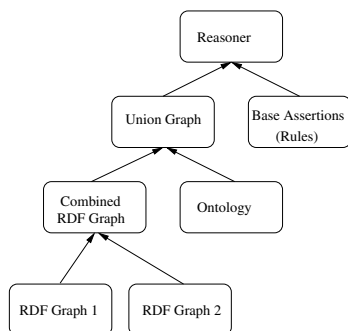 Reasoner
Union Graph
Base Assertions
(Rules)
Combined
RDF Graph
Ontology
RDF Graph 1
RDF Graph 2